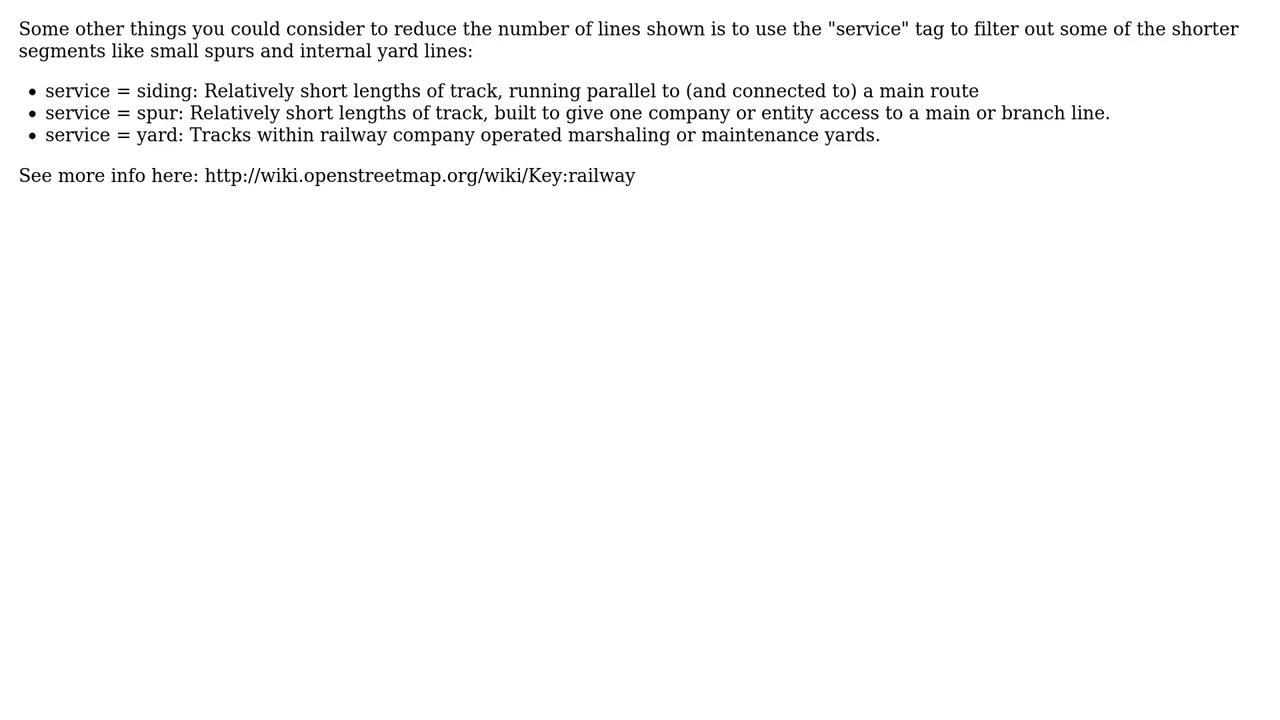 Some other things you could consider to reduce the number of lines shown is to use the "service" tag to filter out some of the shorter
segments like small spurs and internal yard lines:
• service = siding: Relatively short lengths of track, running parallel to (and connected to) a main route
• service = spur: Relatively short lengths of track, built to give one company or entity access to a main or branch line.
• service = yard: Tracks within railway company operated marshaling or maintenance yards.
See more info here: http://wiki.openstreetmap.org/wiki/Key:railway